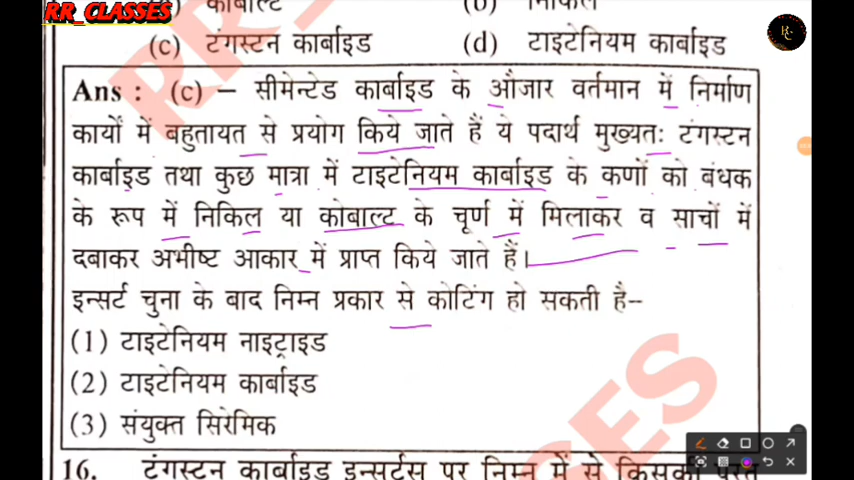 RR_CLASSES
कोबाल्ट (b) निकिल
(c) टंगस्टन कार्बाइड (d) टाइटेनियम कार्बाइड
Ans : (c) – सीमेन्टेड कार्बाइड के औजार वर्तमान में निर्माण
कार्यों में बहुतायत से प्रयोग किये जाते हैं ये पदार्थ मुख्यतः टंगस्टन
कार्बाइड तथा कुछ मात्रा में टाइटेनियम कार्बाइड के कणों को बंधक
के रूप में निकिल या कोबाल्ट के चूर्ण में मिलाकर व साचों में
दबाकर अभीष्ट आकार में प्राप्त किये जाते हैं।
इन्सर्ट चुना के बाद निम्न प्रकार से कोटिंग हो सकती है–
(1) टाइटेनियम नाइट्राइड
(2) टाइटेनियम कार्बाइड
(3) संयुक्त सिरेमिक
16. टंगस्टन कार्बाइड इन्सर्ट्स पर निम्न में से किसकी परत